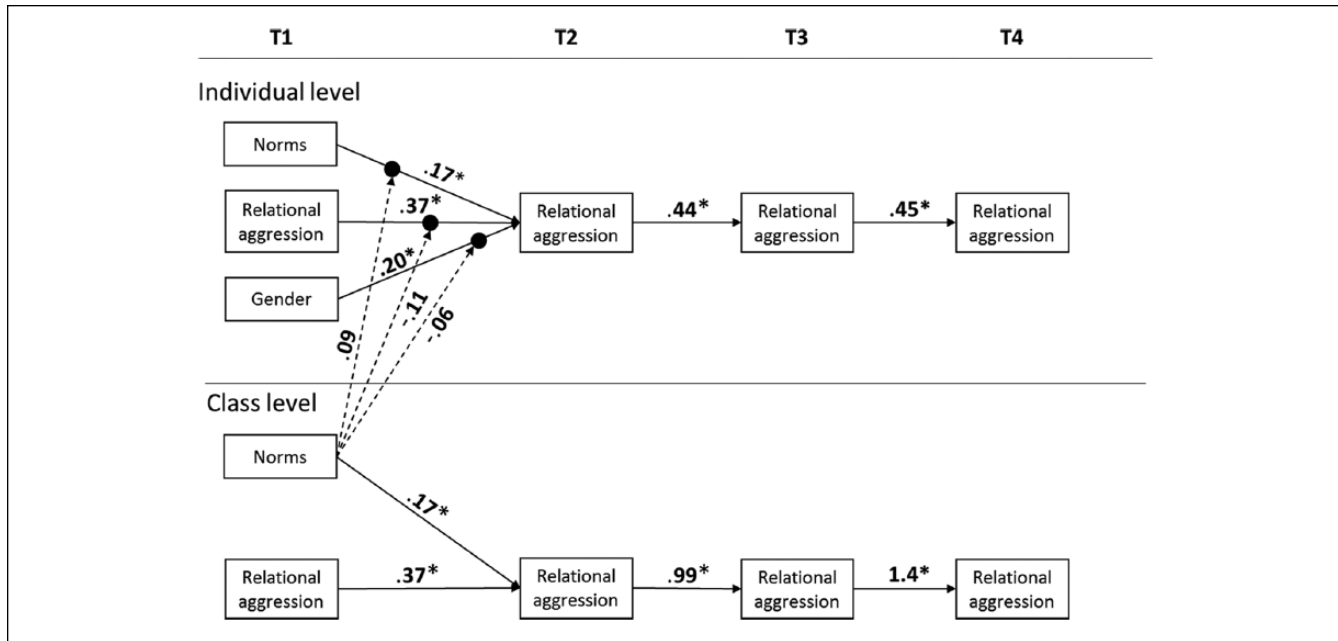 T1 T2 T3 T4
Individual level
Norms
.17*
Relational
aggression
.37*
Relational
aggression
.44*
Relational
aggression
.45*
Relational
aggression
.20*
Gender
.09
-.11
-.06
Class level
Norms
.17*
Relational
aggression
.37*
Relational
aggression
.99*
Relational
aggression
1.4*
Relational
aggression